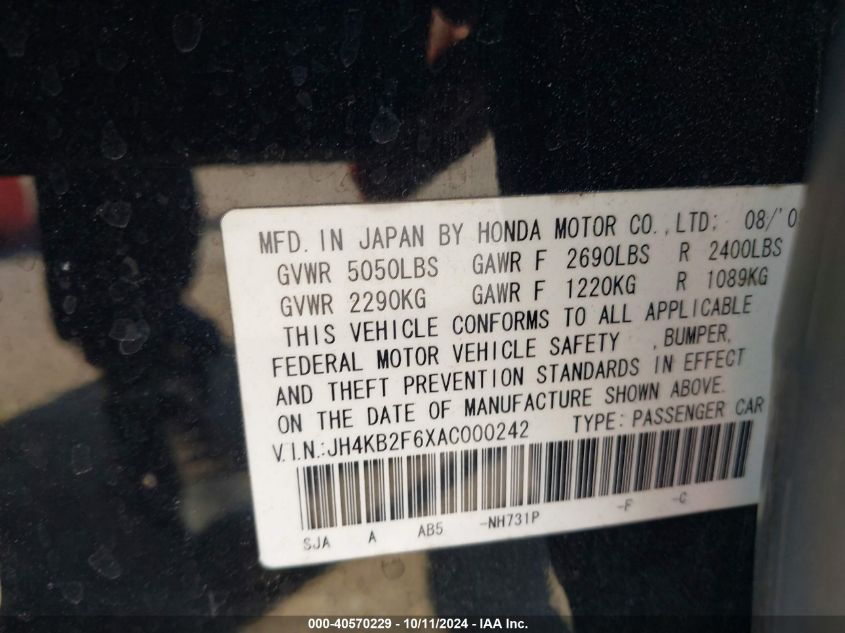 MFD. IN JAPAN BY HONDA MOTOR CO., LTD: 08/'0
GVWR 5050LBS GAWR F 2690LBS R 2400LBS
GVWR 2290KG GAWR F 1220KG R 1089KG
THIS VEHICLE CONFORMS TO ALL APPLICABLE
FEDERAL MOTOR VEHICLE SAFETY , BUMPER,
AND THEFT PREVENTION STANDARDS IN EFFECT
ON THE DATE OF MANUFACTURE SHOWN ABOVE.
V.I.N.:JH4KB2F6XAC000242 TYPE: PASSENGER CAR
SJA A AB5 -NH731P -F -C
000-40570229 - 10/11/2024 - IAA Inc.